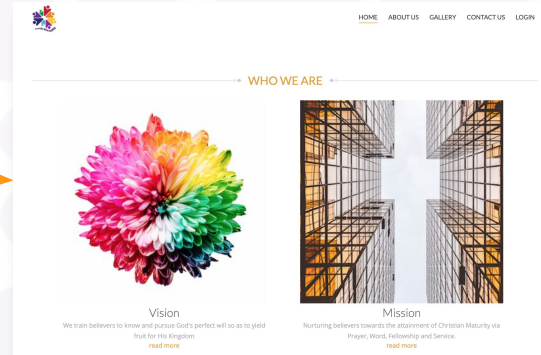 HOME ABOUT US GALLERY CONTACT US LOGIN
WHO WE ARE
Vision
We train believers to know and pursue God's perfect will so as to yield
fruit for His Kingdom
read more
Mission
Nurturing believers towards the attainment of Christian Maturity via
Prayer, Word, Fellowship and Service.
read more